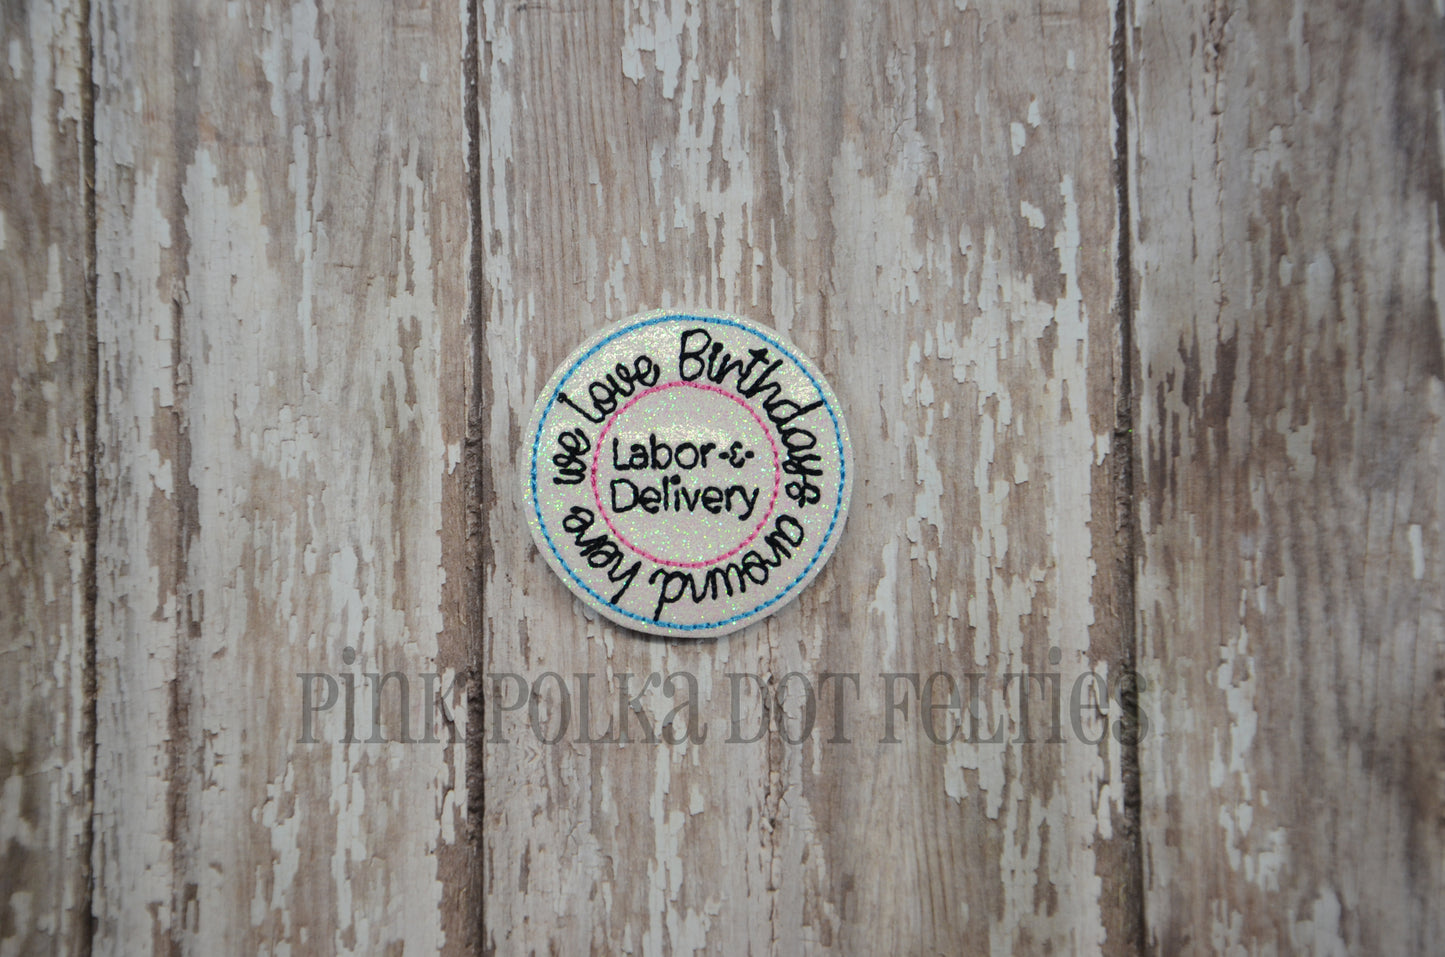 we love Birthdays around here
Labor-&-
Delivery
Pink Polka Dot Felties